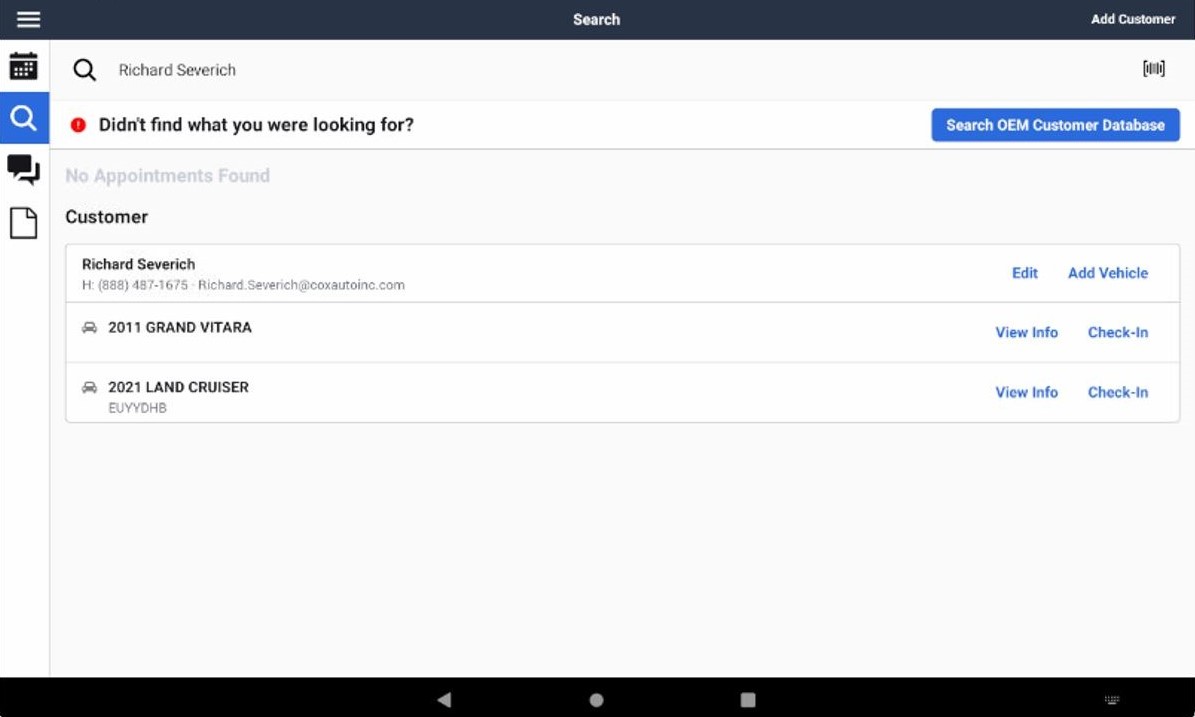 Search
Add Customer
Richard Severich
Didn't find what you were looking for?
Search OEM Customer Database
No Appointments Found
Customer
Richard Severich
Edit
Add Vehicle
H: (888) 487-1675 · Richard.Severich@coxautoinc.com
2011 GRAND VITARA
View Info
Check-In
2021 LAND CRUISER
View Info
Check-In
EUYYDHB